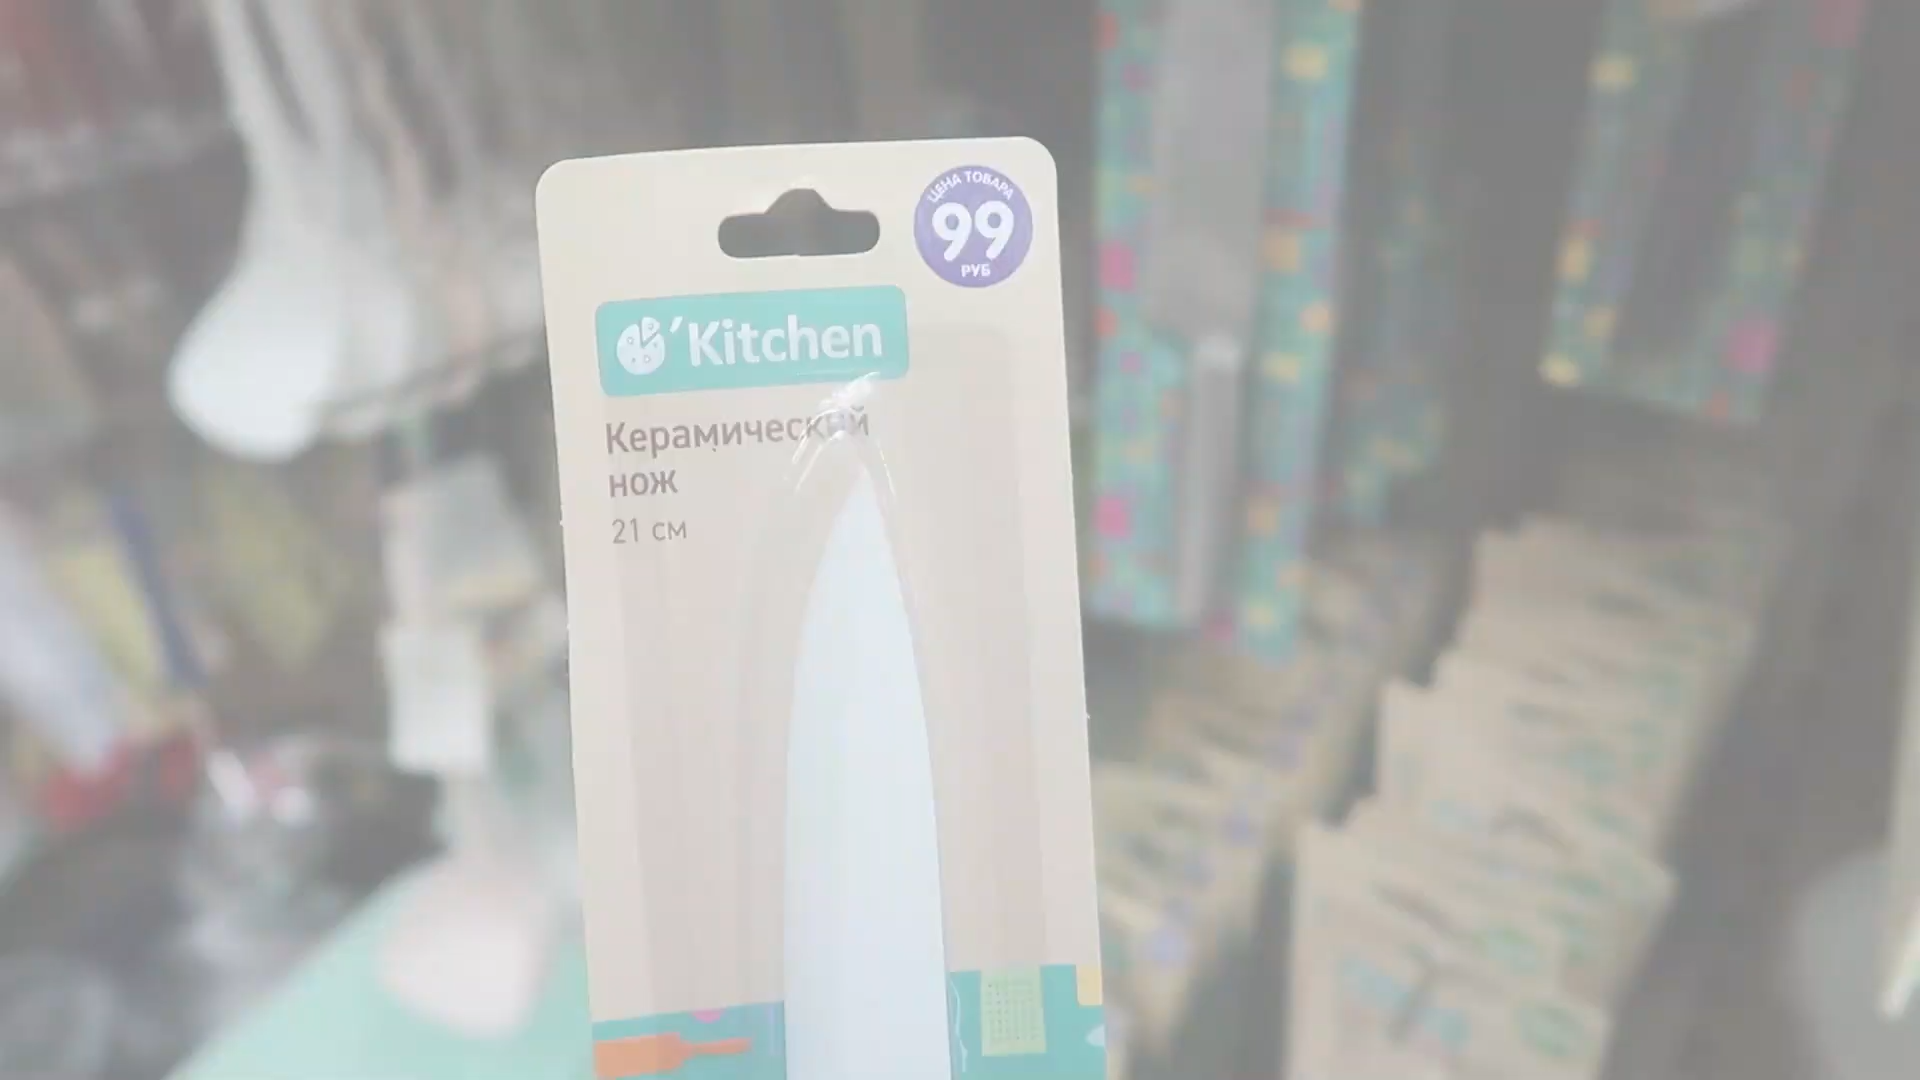 ЦЕНА ТОВАРА
99
РУБ
'Kitchen
Керамический
нож
21 см